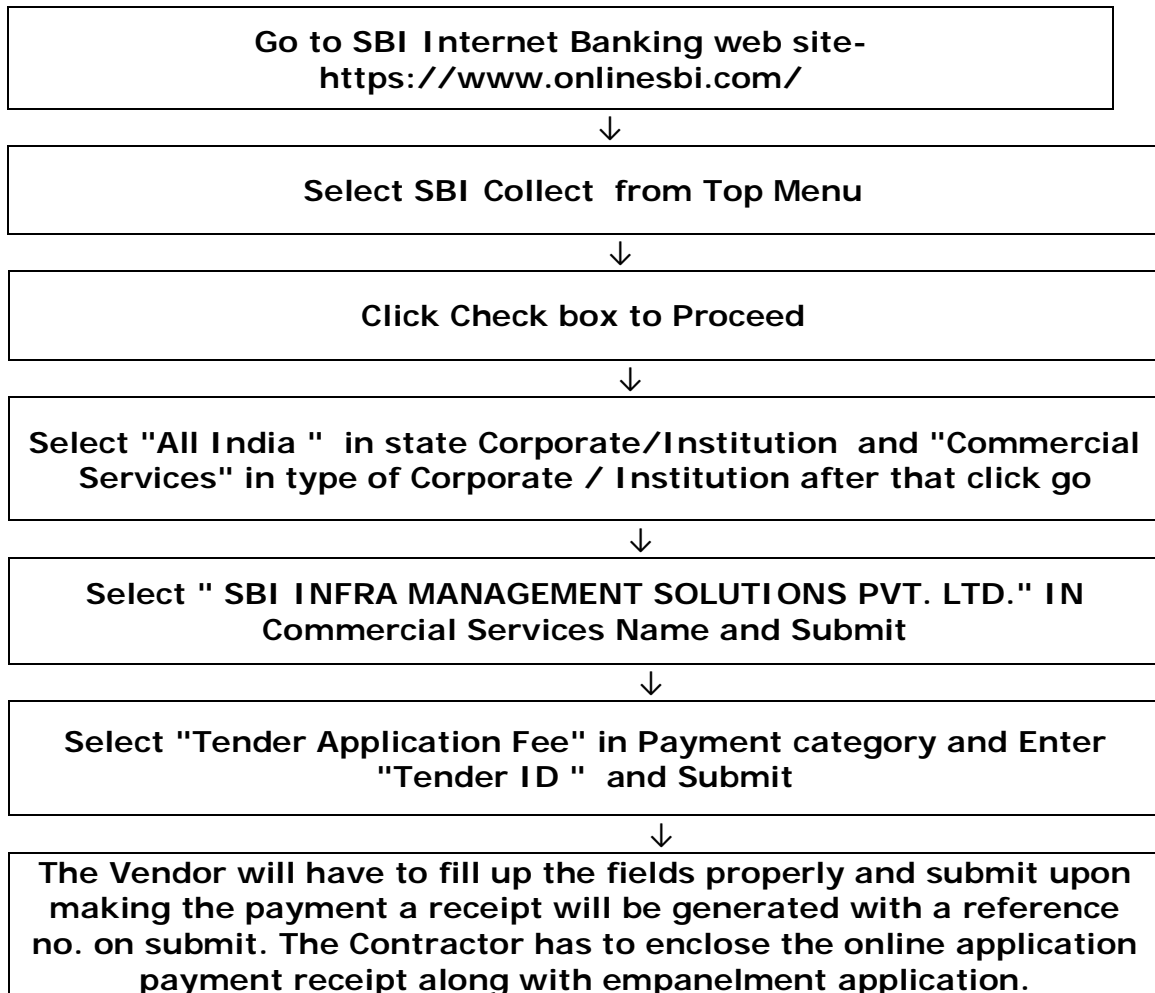 Go to SBI Internet Banking web site-
https://www.onlinesbi.com/
↓
Select SBI Collect from Top Menu
↓
Click Check box to Proceed
↓
Select "All India " in state Corporate/Institution and "Commercial
Services" in type of Corporate / Institution after that click go
↓
Select " SBI INFRA MANAGEMENT SOLUTIONS PVT. LTD." IN
Commercial Services Name and Submit
↓
Select "Tender Application Fee" in Payment category and Enter
"Tender ID " and Submit
↓
The Vendor will have to fill up the fields properly and submit upon
making the payment a receipt will be generated with a reference
no. on submit. The Contractor has to enclose the online application
payment receipt along with empanelment application.